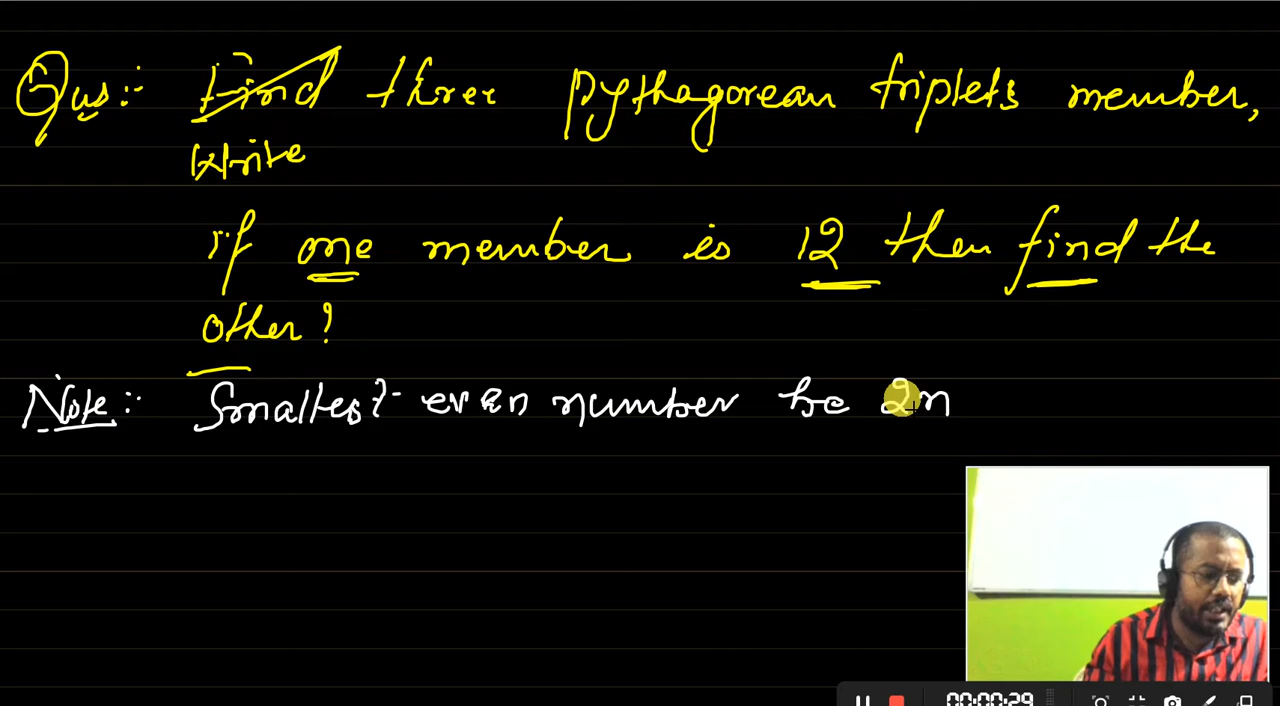 Qus:- Find three pythagorean triplets member,
write
if one member is 12 then find the
other?
Note:- Smallest even number be 2m
00:00:29